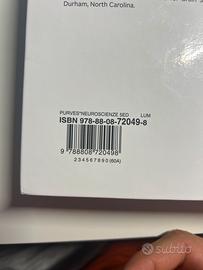 Durham, North Carolina.
PURVES*NEUROSCIENZE 5ED LUM
ISBN 978-88-08-72049-8
9 788808 720498
2 3 4 5 6 7 8 9 0 (60A)
subito